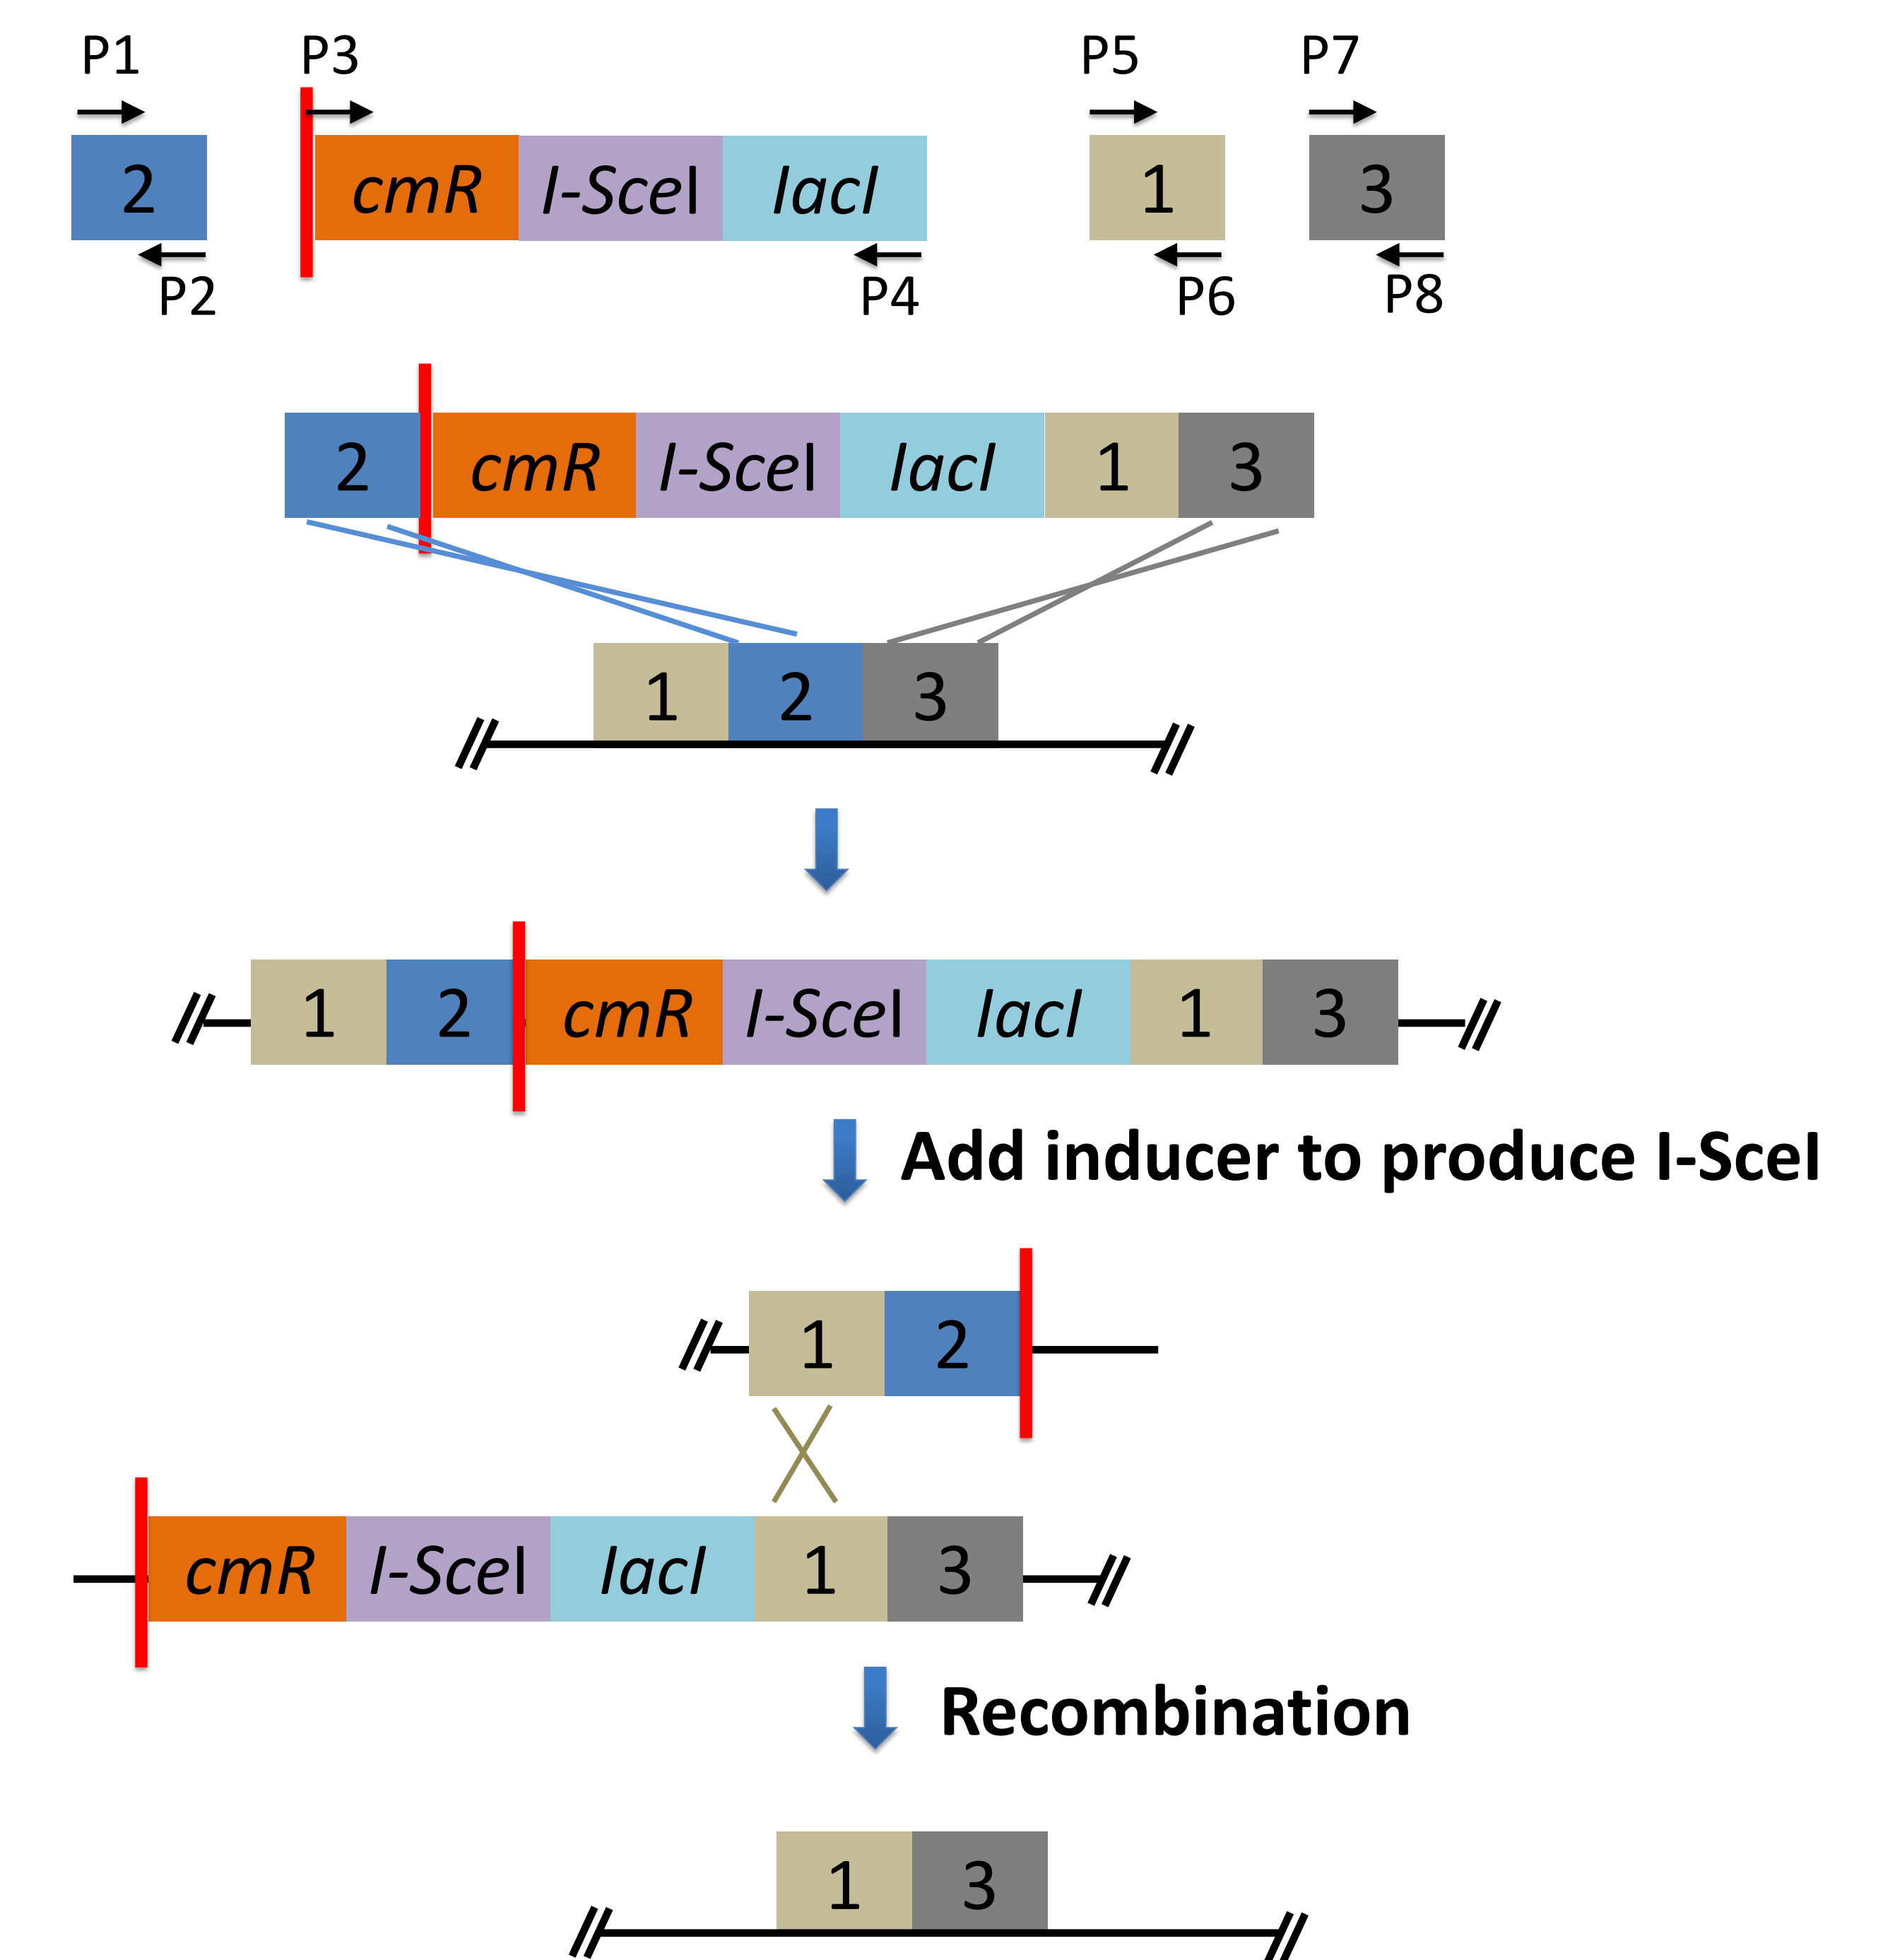 P1 P3 P5 P7
2 cmR I-SceI lacI 1 3
P2 P4 P6 P8
2 cmR I-SceI lacI 1 3
1 2 3
1 2 cmR I-SceI lacI 1 3
Add inducer to produce I-SceI
1 2
cmR I-SceI lacI 1 3
Recombination
1 3